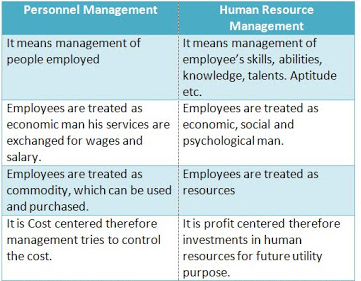 Personnel Management
Human Resource
Management
It means management of
people employed
It means management of
employee's skills, abilities,
knowledge, talents. Aptitude
etc.
Employees are treated as
economic man his services are
exchanged for wages and
salary.
Employees are treated as
economic, social and
psychological man.
Employees are treated as
commodity, which can be used
and purchased.
Employees are treated as
resources
It is Cost centered therefore
management tries to control
the cost.
It is profit centered therefore
investments in human
resources for future utility
purpose.